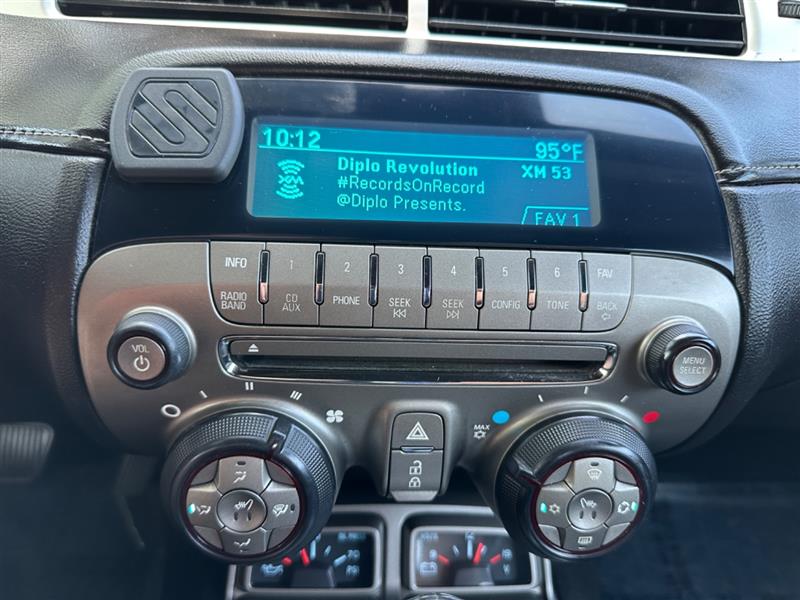 10:12
95°F
XM
Diplo Revolution
XM 53
#RecordsOnRecord
@Diplo Presents.
FAV 1
INFO 1 2 3 4 5 6 FAV
RADIO BAND
CD AUX
PHONE
SEEK
SEEK
CONFIG
TONE
BACK
VOL
MENU SELECT
MAX